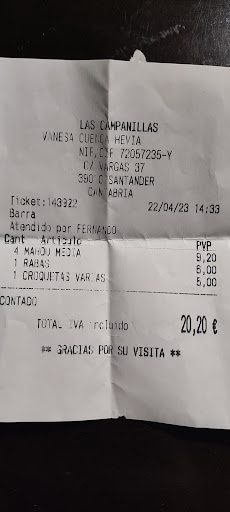 LAS CAMPANILLAS
VANESA CUENCA HEVIA
NIF,CIF 72057235-Y
C/ VARGAS 37
SANTANDER
CANTABRIA
Ticket:143922 22/04/23 14:33
Barra
Atendido por FERNANDO
Cant Articulo PVP
4 MAHOU MEDIA 9,20
1 RABAS 6,00
1 CROQUETAS VARIAS 5,00
CONTADO
TOTAL IVA incluido 20,20 €
** GRACIAS POR SU VISITA **